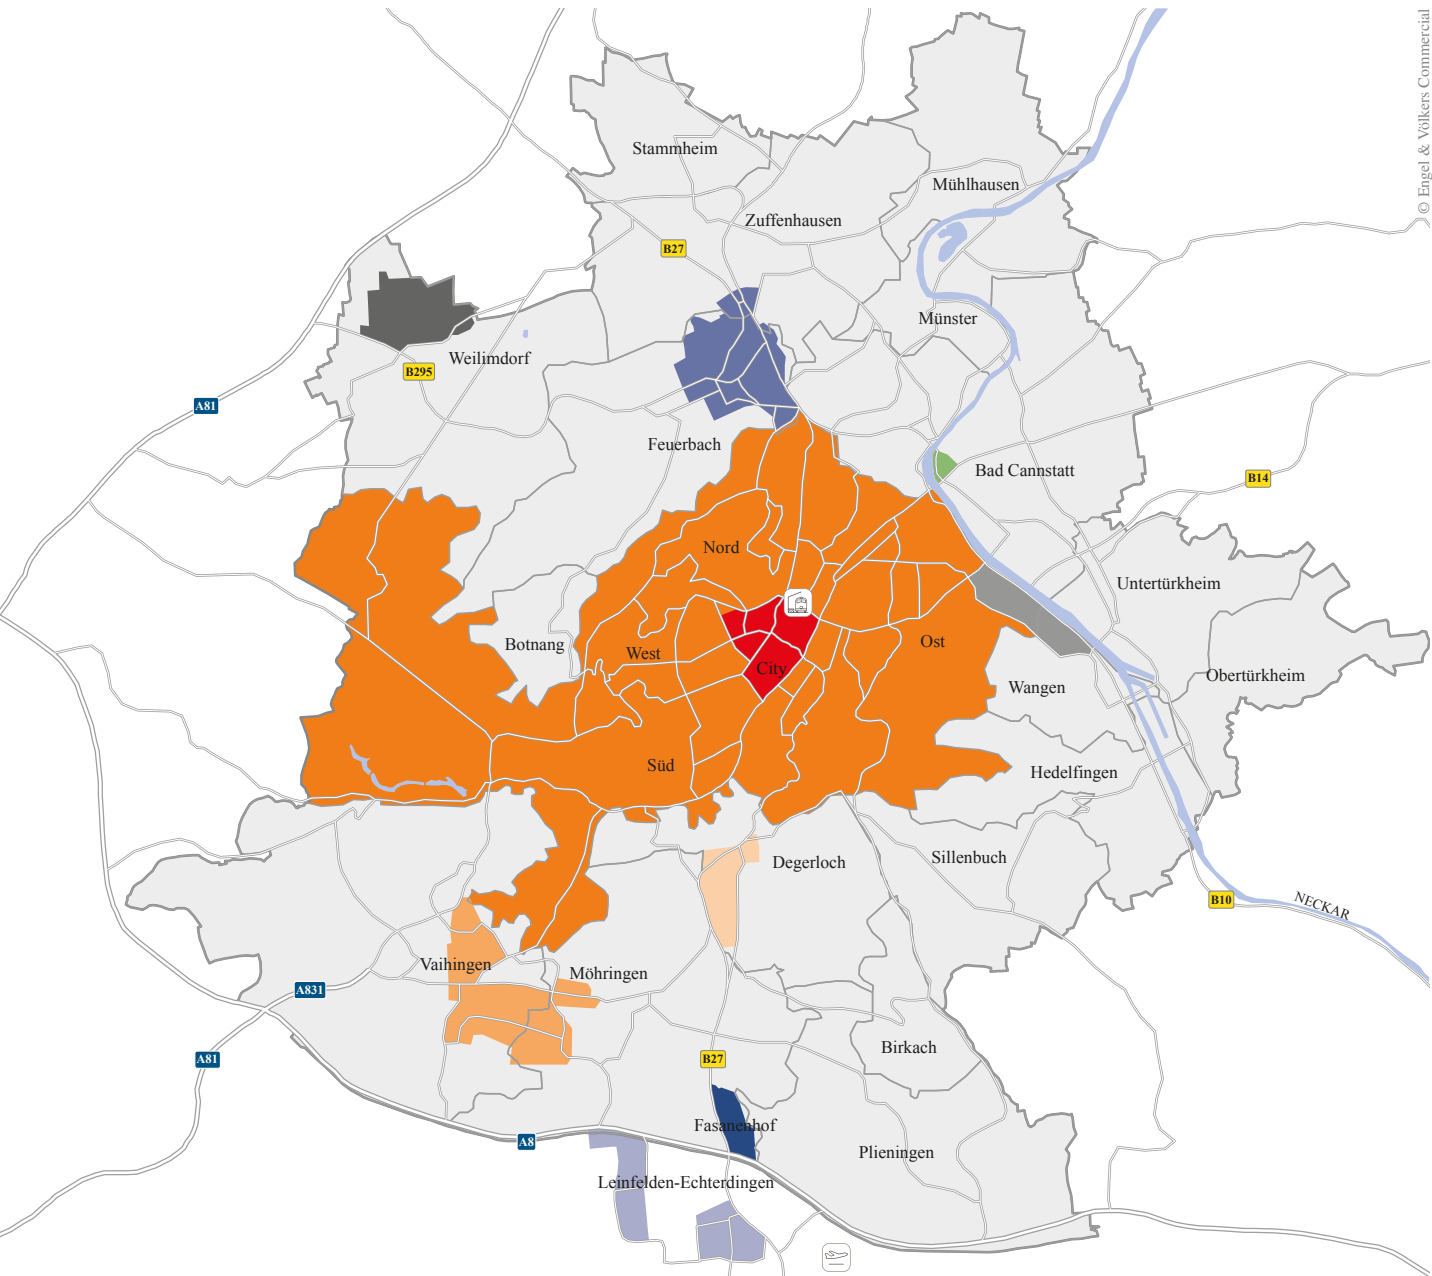 © Engel & Völkers Commercial
Stammheim
Mühlhausen
Zuffenhausen
B27
Münster
Weilimdorf
B295
A81
Feuerbach
Bad Cannstatt
B14
Nord
Untertürkheim
Botnang
West
Ost
City
Obertürkheim
Wangen
Süd
Hedelfingen
Degerloch
Sillenbuch
B10
NECKAR
Vaihingen
Möhringen
A831
Birkach
A81
B27
Fasanenhof
A8
Plieningen
Leinfelden-Echterdingen